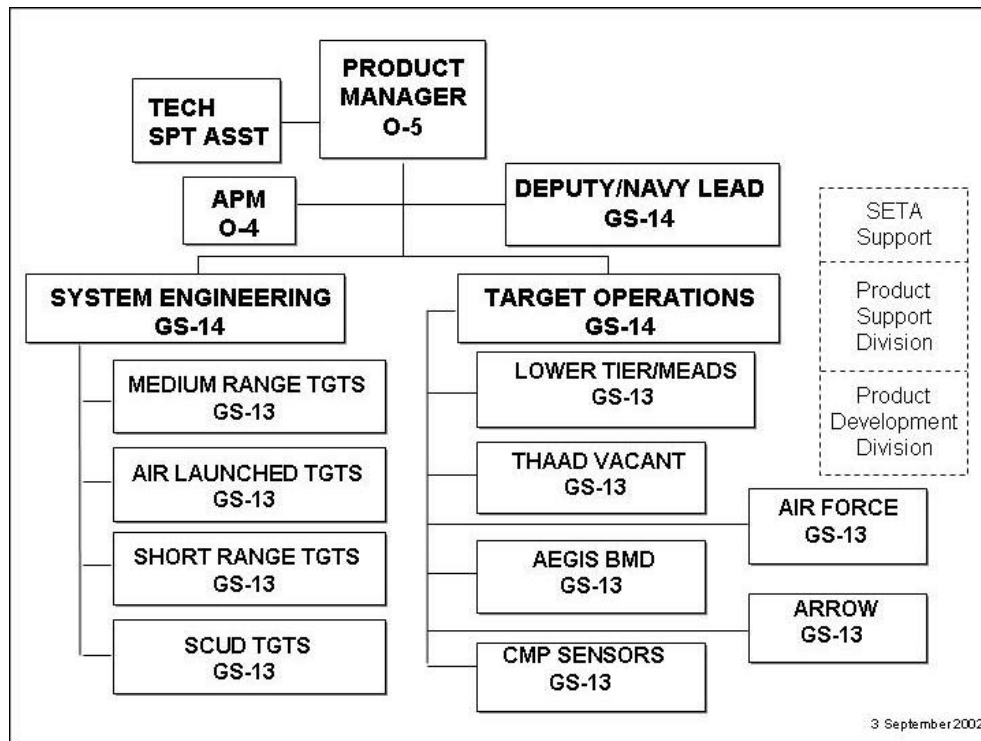 PRODUCT
MANAGER
O-5
TECH
SPT ASST
APM
O-4
DEPUTY/NAVY LEAD
GS-14
SETA
Support
Product
Support
Division
Product
Development
Division
SYSTEM ENGINEERING
GS-14
MEDIUM RANGE TGTS
GS-13
AIR LAUNCHED TGTS
GS-13
SHORT RANGE TGTS
GS-13
SCUD TGTS
GS-13
TARGET OPERATIONS
GS-14
LOWER TIER/MEADS
GS-13
THAAD VACANT
GS-13
AIR FORCE
GS-13
AEGIS BMD
GS-13
ARROW
GS-13
CMP SENSORS
GS-13
3 September 2002